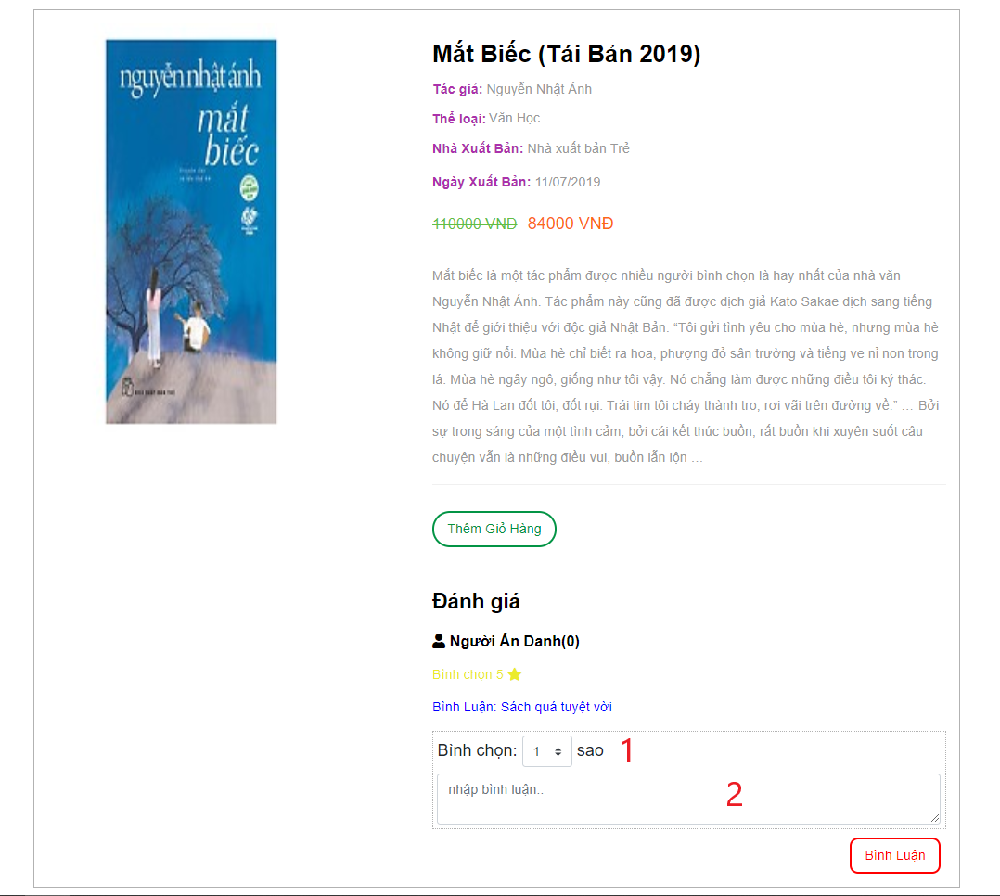 nguyễn nhật ánh
mắt
biếc
Mắt Biếc (Tái Bản 2019)
Tác giả: Nguyễn Nhật Ánh
Thể loại: Văn Học
Nhà Xuất Bản: Nhà xuất bản Trẻ
Ngày Xuất Bản: 11/07/2019
110000 VNĐ 84000 VNĐ
Mắt biếc là một tác phẩm được nhiều người bình chọn là hay nhất của nhà văn
Nguyễn Nhật Ánh. Tác phẩm này cũng đã được dịch giả Kato Sakae dịch sang tiếng
Nhật để giới thiệu với độc giả Nhật Bản. “Tôi gửi tình yêu cho mùa hè, nhưng mùa hè
không giữ nổi. Mùa hè chỉ biết ra hoa, phượng đỏ sân trường và tiếng ve nỉ non trong
lá. Mùa hè ngây ngô, giống như tôi vậy. Nó chẳng làm được những điều tôi ký thác.
Nó để Hà Lan đốt tôi, đốt rụi. Trái tim tôi cháy thành tro, rơi vãi trên đường về.” … Bởi
sự trong sáng của một tình cảm, bởi cái kết thúc buồn, rất buồn khi xuyên suốt câu
chuyện vẫn là những điều vui, buồn lẫn lộn …
Thêm Giỏ Hàng
Đánh giá
Người Ẩn Danh(0)
Bình chọn 5
Bình Luận: Sách quá tuyệt vời
Bình chọn: 1 sao 1
nhập bình luận.. 2
Bình Luận